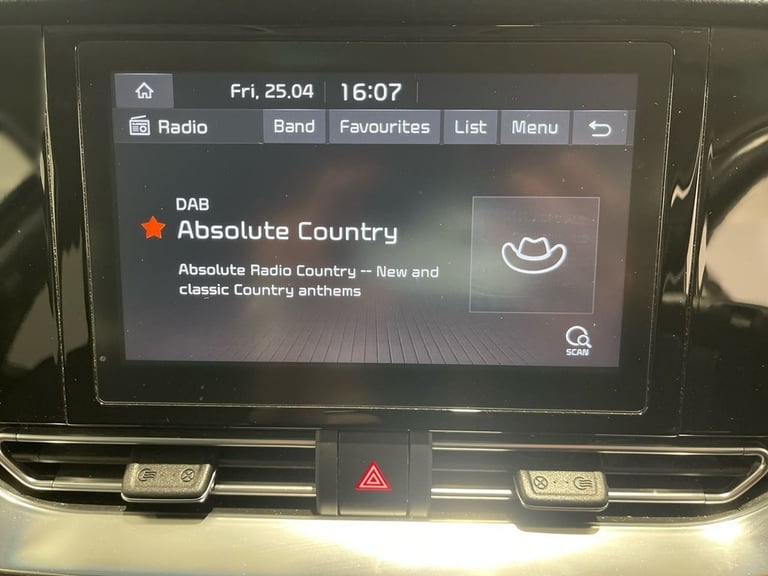 Fri, 25.04 16:07
Radio Band Favourites List Menu
DAB
Absolute Country
Absolute Radio Country -- New and
classic Country anthems
SCAN